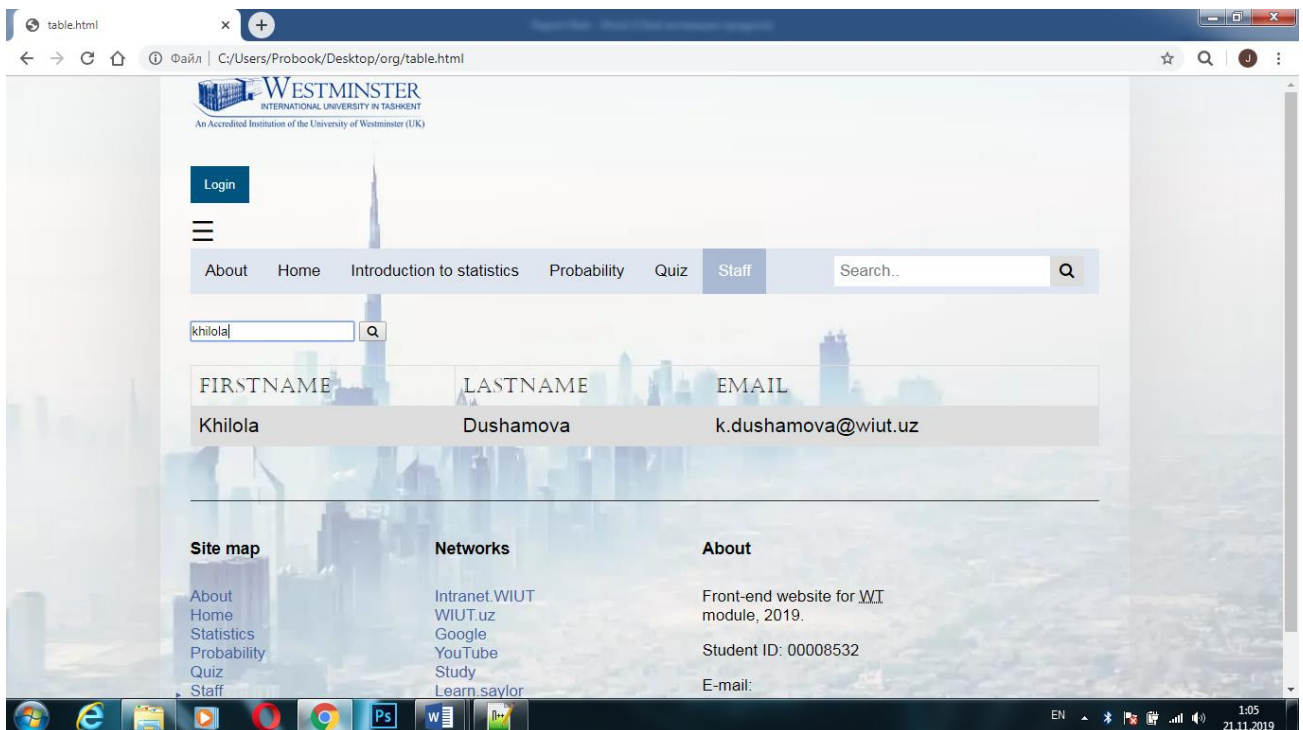 table.html
Файл | C:/Users/Probook/Desktop/org/table.html
J
WESTMINSTER
INTERNATIONAL UNIVERSITY IN TASHKENT
An Accredited Institution of the University of Westminster (UK)
Login
About Home Introduction to statistics Probability Quiz Staff Search..
khilola
FIRSTNAME LASTNAME EMAIL
Khilola Dushamova k.dushamova@wiut.uz
Site map Networks About
About Intranet.WIUT Front-end website for WT
Home WIUT.uz module, 2019.
Statistics Google
Probability YouTube Student ID: 00008532
Quiz Study
Staff Learn.saylor E-mail:
Ps W
EN 1:05
21.11.2019